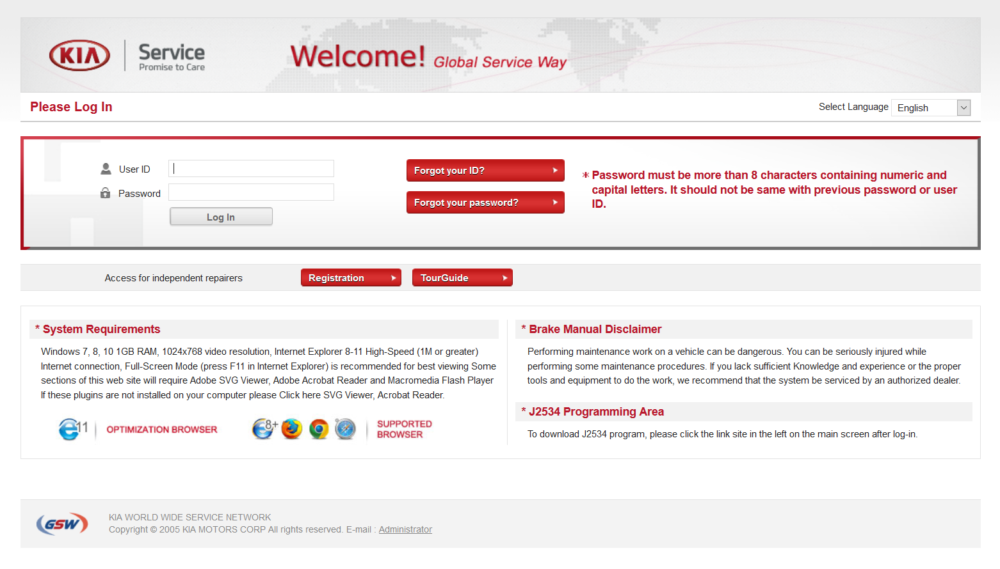 KIA
Service
Promise to Care
Welcome! Global Service Way
Please Log In
Select Language English
User ID
Password
Log In
Forgot your ID?
Forgot your password?
* Password must be more than 8 characters containing numeric and
capital letters. It should not be same with previous password or user
ID.
Access for independent repairers
Registration
TourGuide
* System Requirements
Windows 7, 8, 10 1GB RAM, 1024x768 video resolution, Internet Explorer 8-11 High-Speed (1M or greater)
Internet connection, Full-Screen Mode (press F11 in Internet Explorer) is recommended for best viewing Some
sections of this web site will require Adobe SVG Viewer, Adobe Acrobat Reader and Macromedia Flash Player
If these plugins are not installed on your computer please Click here SVG Viewer, Acrobat Reader.
11
OPTIMIZATION BROWSER
8+
SUPPORTED
BROWSER
* Brake Manual Disclaimer
Performing maintenance work on a vehicle can be dangerous. You can be seriously injured while
performing some maintenance procedures. If you lack sufficient Knowledge and experience or the proper
tools and equipment to do the work, we recommend that the system be serviced by an authorized dealer.
* J2534 Programming Area
To download J2534 program, please click the link site in the left on the main screen after log-in.
GSW
KIA WORLD WIDE SERVICE NETWORK
Copyright © 2005 KIA MOTORS CORP All rights reserved. E-mail : Administrator